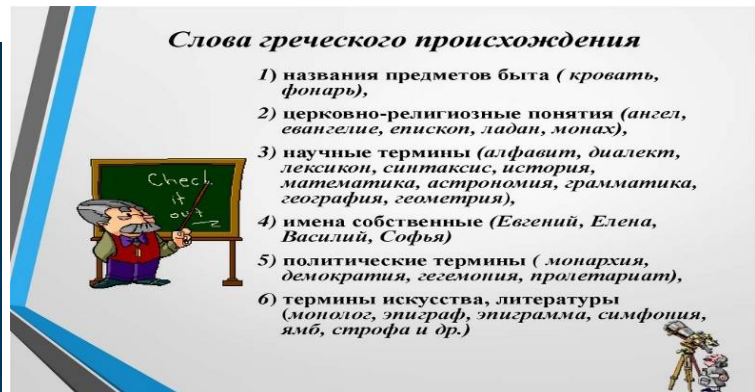 Слова греческого происхождения
1) названия предметов быта ( кровать,
фонарь),
2) церковно-религиозные понятия (ангел,
евангелие, епископ, ладан, монах),
3) научные термины (алфавит, диалект,
лексикон, синтаксис, история,
математика, астрономия, грамматика,
география, геометрия),
4) имена собственные (Евгений, Елена,
Василий, Софья)
5) политические термины ( монархия,
демократия, гегемония, пролетариат),
6) термины искусства, литературы
(монолог, эпиграф, эпиграмма, симфония,
ямб, строфа и др.)
Check
it
out